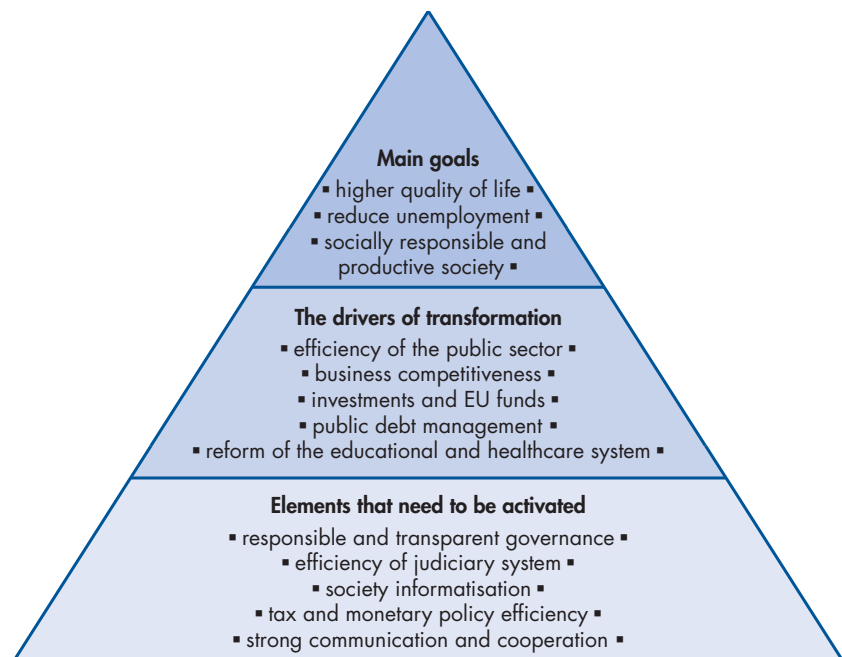 Main goals
▪ higher quality of life ▪
▪ reduce unemployment ▪
▪ socially responsible and
productive society ▪
The drivers of transformation
▪ efficiency of the public sector ▪
▪ business competitiveness ▪
▪ investments and EU funds ▪
▪ public debt management ▪
▪ reform of the educational and healthcare system ▪
Elements that need to be activated
▪ responsible and transparent governance ▪
▪ efficiency of judiciary system ▪
▪ society informatisation ▪
▪ tax and monetary policy efficiency ▪
▪ strong communication and cooperation ▪